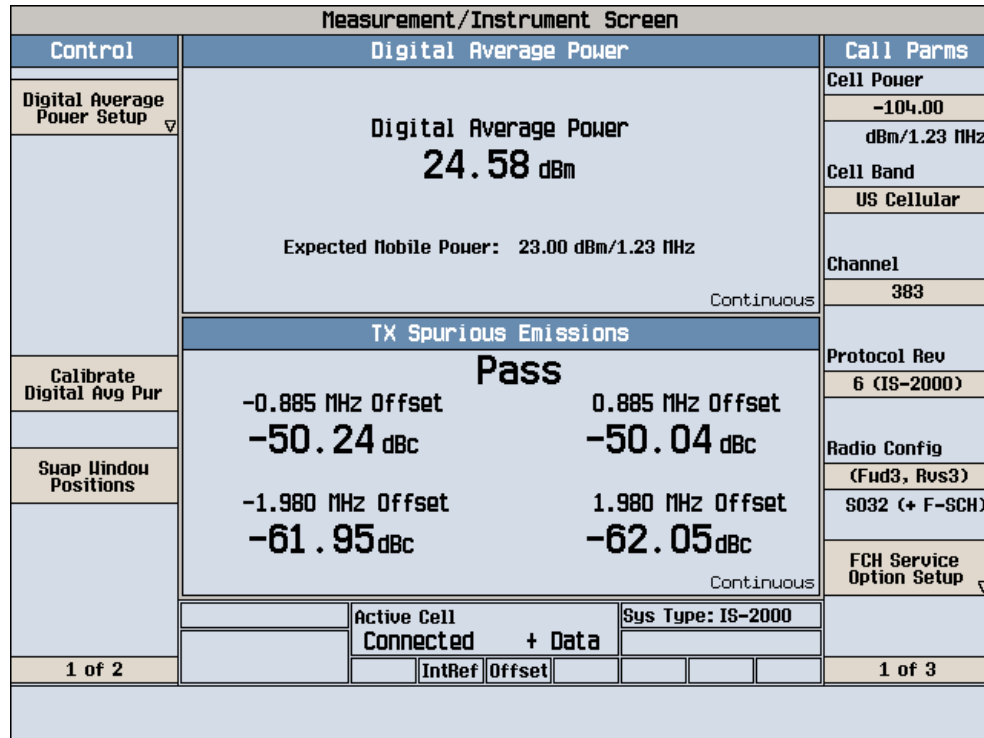 Measurement/Instrument Screen
Control
Digital Average
Power Setup
Calibrate
Digital Avg Pwr
Swap Window
Positions
1 of 2
Digital Average Power
Digital Average Power
24.58 dBm
Expected Mobile Power: 23.00 dBm/1.23 MHz
Continuous
TX Spurious Emissions
Pass
-0.885 MHz Offset 0.885 MHz Offset
-50.24 dBc -50.04 dBc
-1.980 MHz Offset 1.980 MHz Offset
-61.95 dBc -62.05 dBc
Continuous
Active Cell
Connected + Data
Sys Type: IS-2000
IntRef Offset
Call Parms
Cell Power
-104.00
dBm/1.23 MHz
Cell Band
US Cellular
Channel
383
Protocol Rev
6 (IS-2000)
Radio Config
(Fwd3, Rvs3)
SO32 (+ F-SCH)
FCH Service
Option Setup
1 of 3